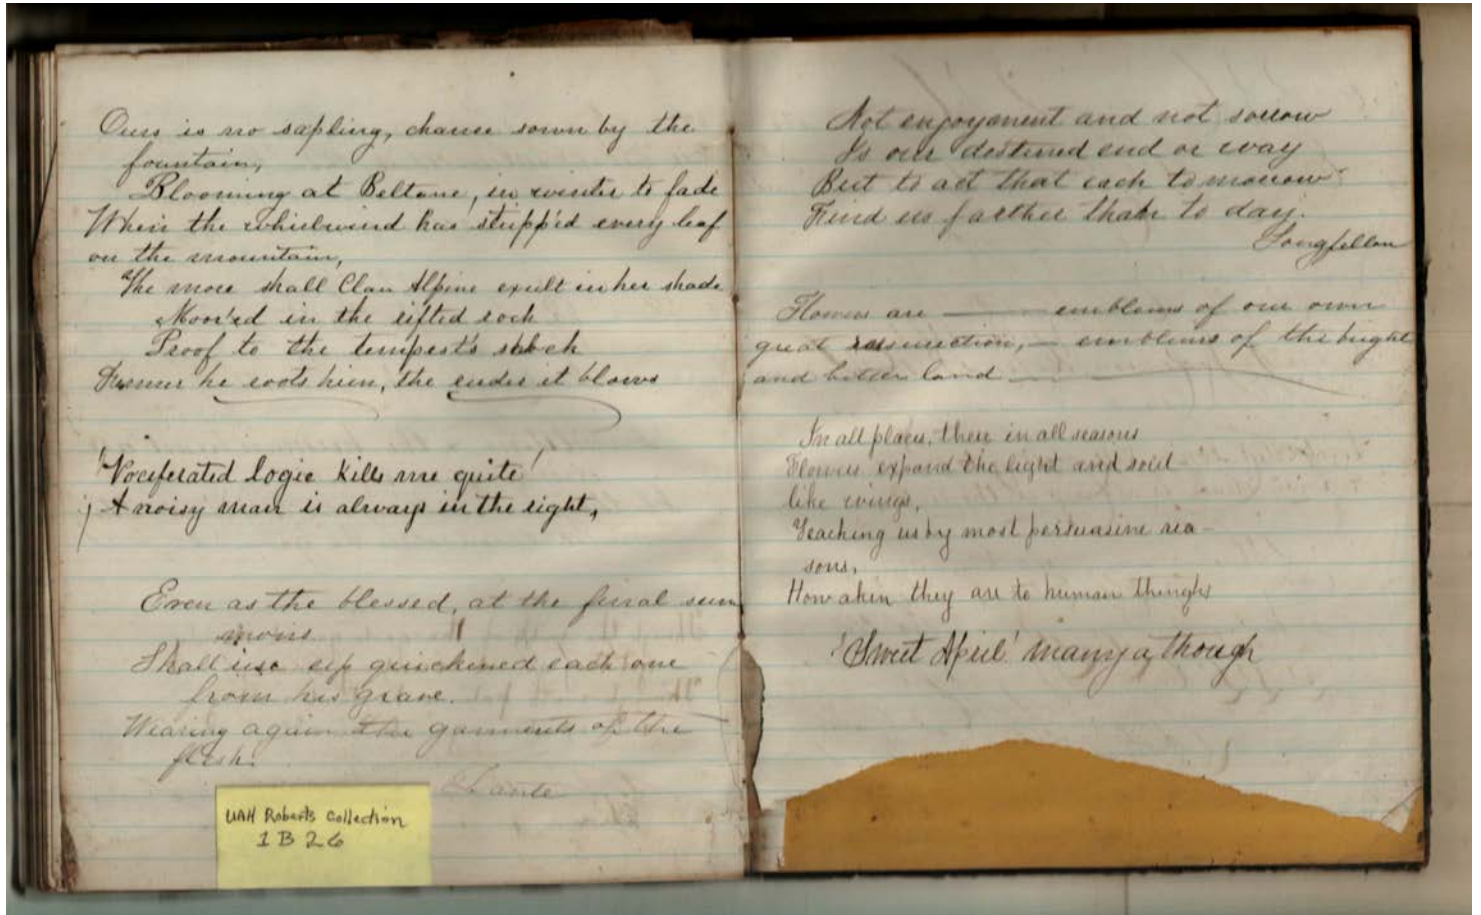 Ours is no sapling, chance sown by the
fountain,
Blooming at Beltane, in winter to fade
When the whirlwind has stripp'd every leaf
on the mountain,
The more shall Clan Alpine exult in her shade
Moor'd in the rifted rock
Proof to the tempest's shock
Firmer he roots him, the ruder it blows
"Vociferated logic kills me quite"
A noisy man is always in the right,
Even as the blessed, at the final sum
mons
Shall rise up quickened each one
from his grave.
Wearing again the garments of the
flesh.
Dante
UAH Roberts Collection
1 B 26
Not enjoyment and not sorrow
Is our destined end or way
But to act that each tomorrow
Find us farther than to day.
Longfellow
Flowers are — emblems of our own
great resurrection, — emblems of the bright
and better land —
In all places, then in all seasons
Flowers expand the light and soul
like wings,
Teaching us by most persuasive rea-
sons,
How akin they are to human things
'Sweet April' many a though